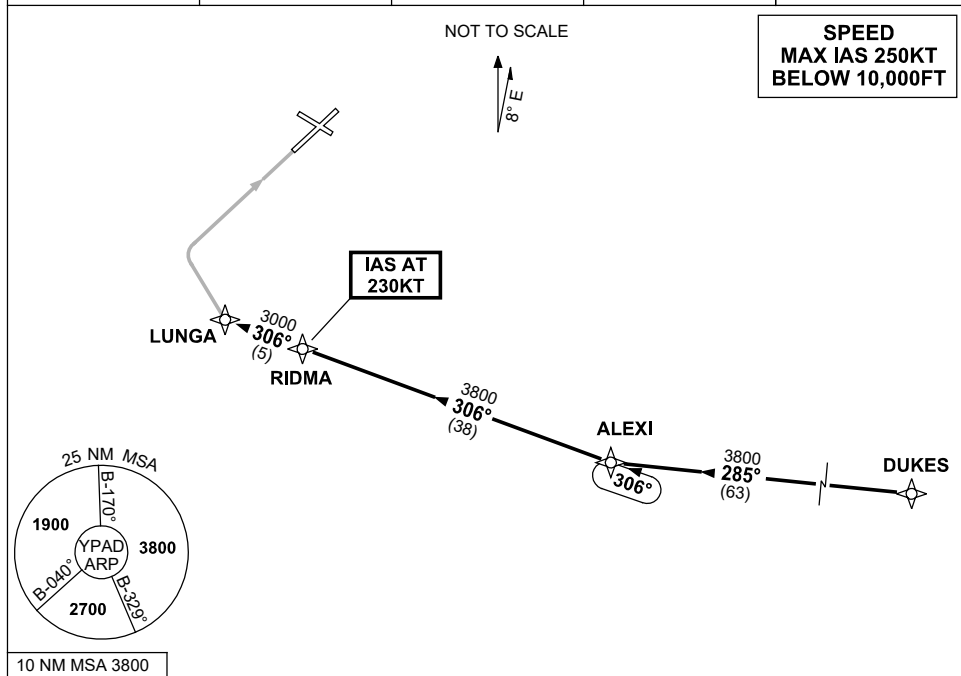 NOT TO SCALE
8° E
SPEED
MAX IAS 250KT
BELOW 10,000FT
IAS AT
230KT
LUNGA
3000
306°
(5)
RIDMA
3800
306°
(38)
ALEXI
306°
3800
285°
(63)
DUKES
25 NM MSA
B-170°
1900
YPAD
ARP
3800
B-040°
B-329°
2700
10 NM MSA 3800